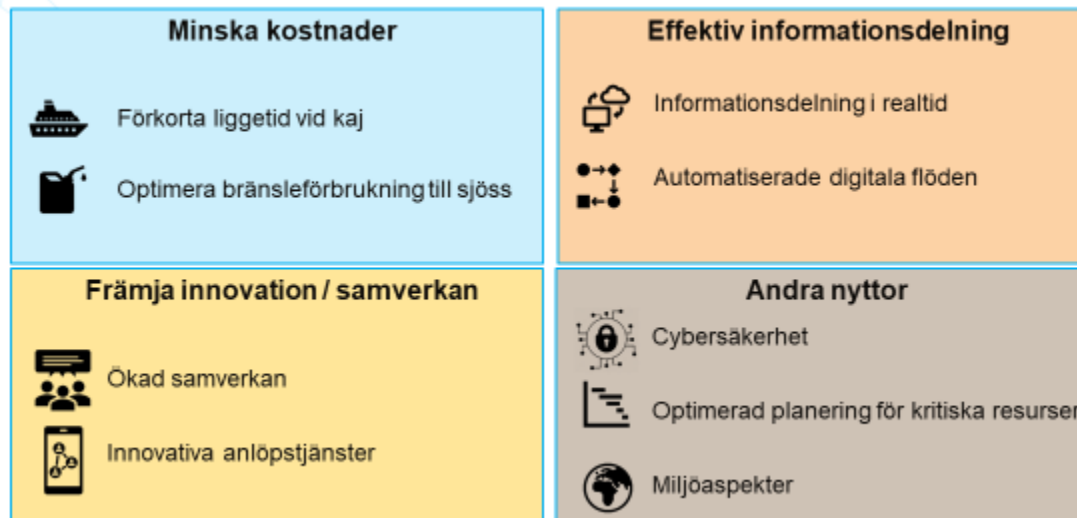 Minska kostnader
Förkorta liggetid vid kaj
Optimera bränsleförbrukning till sjöss
Effektiv informationsdelning
Informationsdelning i realtid
Automatiserade digitala flöden
Främja innovation / samverkan
Ökad samverkan
Innovativa anlöpstjänster
Andra nyttor
Cybersäkerhet
Optimerad planering för kritiska resurser
Miljöaspekter